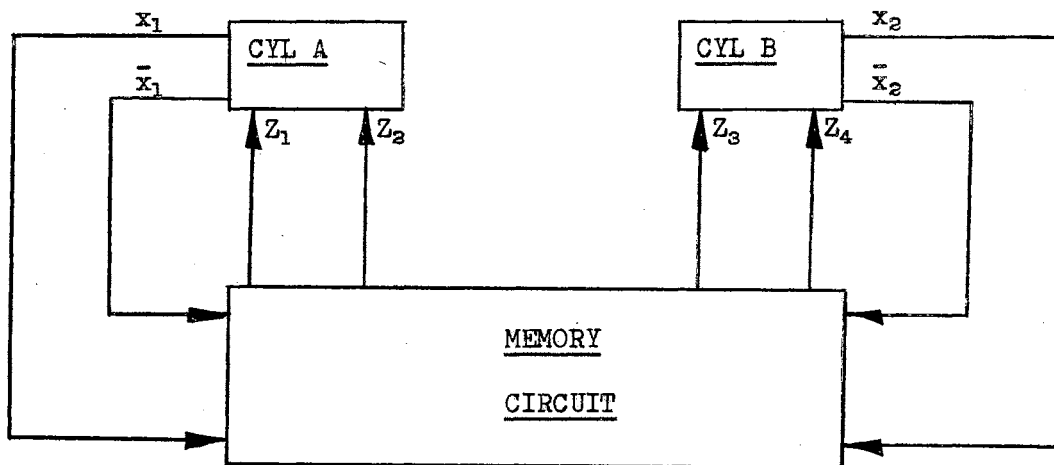 x₁ x₂
CYL A CYL B
x̄₁ x̄₂
Z₁ Z₂ Z₃ Z₄
MEMORY
CIRCUIT